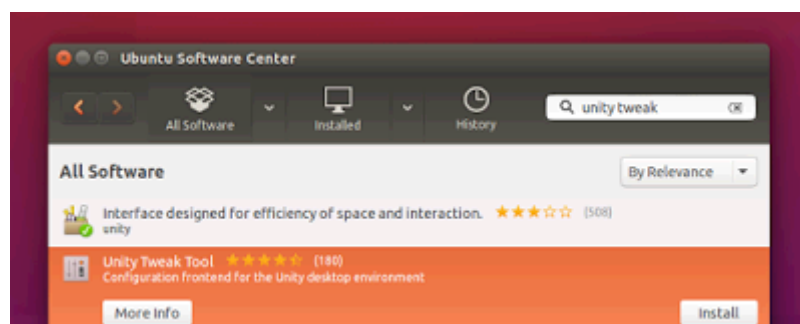 Ubuntu Software Center
All Software
Installed
History
unity tweak
All Software
By Relevance
Interface designed for efficiency of space and interaction. (508)
unity
Unity Tweak Tool (180)
Configuration frontend for the Unity desktop environment
More Info
Install